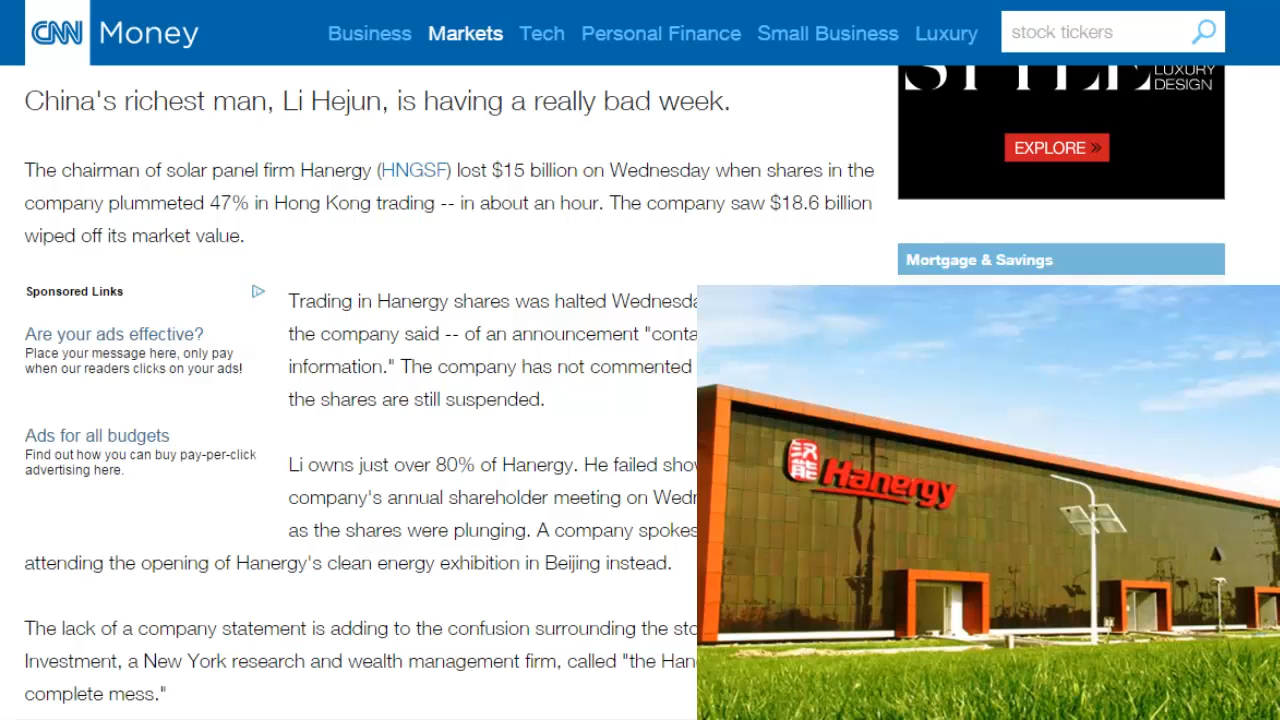 CNN Money
Business Markets Tech Personal Finance Small Business Luxury
stock tickers
China's richest man, Li Hejun, is having a really bad week.
The chairman of solar panel firm Hanergy (HNGSF) lost $15 billion on Wednesday when shares in the
company plummeted 47% in Hong Kong trading -- in about an hour. The company saw $18.6 billion
wiped off its market value.
Sponsored Links
Are your ads effective?
Place your message here, only pay
when our readers clicks on your ads!
Ads for all budgets
Find out how you can buy pay-per-click
advertising here.
Trading in Hanergy shares was halted
the company said -- of an announcement
information." The company has not commented
the shares are still suspended.
Li owns just over 80% of Hanergy. He failed
company's annual shareholder meeting on
as the shares were plunging. A company
attending the opening of Hanergy's clean energy exhibition in Beijing instead.
The lack of a company statement is adding to the confusion surrounding the
Investment, a New York research and wealth management firm, called "the
complete mess."
STYLE
LUXURY
DESIGN
EXPLORE »
Mortgage & Savings
汉能
Hanergy